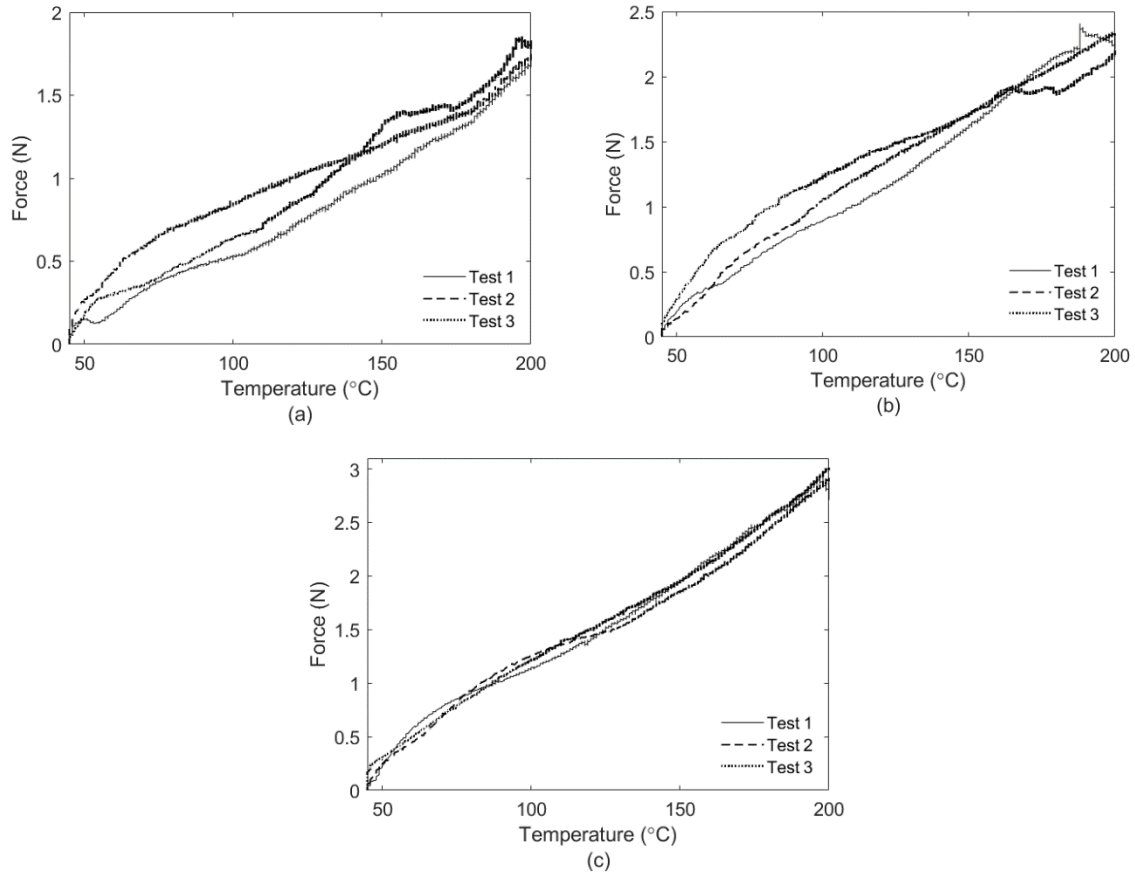 2
1.5
1
0.5
0
Force (N)
50 100 150 200
Temperature (°C)
(a)
Test 1
Test 2
Test 3
2.5
2
1.5
1
0.5
0
Force (N)
50 100 150 200
Temperature (°C)
(b)
Test 1
Test 2
Test 3
3
2.5
2
1.5
1
0.5
0
Force (N)
50 100 150 200
Temperature (°C)
(c)
Test 1
Test 2
Test 3